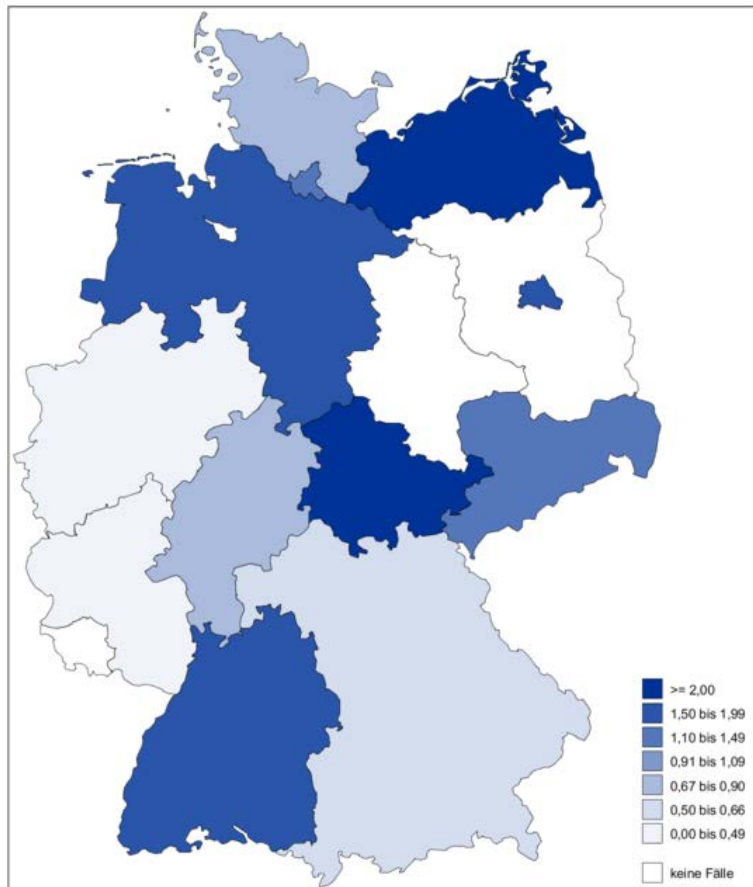 >= 2,00
1,50 bis 1,99
1,10 bis 1,49
0,91 bis 1,09
0,67 bis 0,90
0,50 bis 0,66
0,00 bis 0,49
keine Fälle